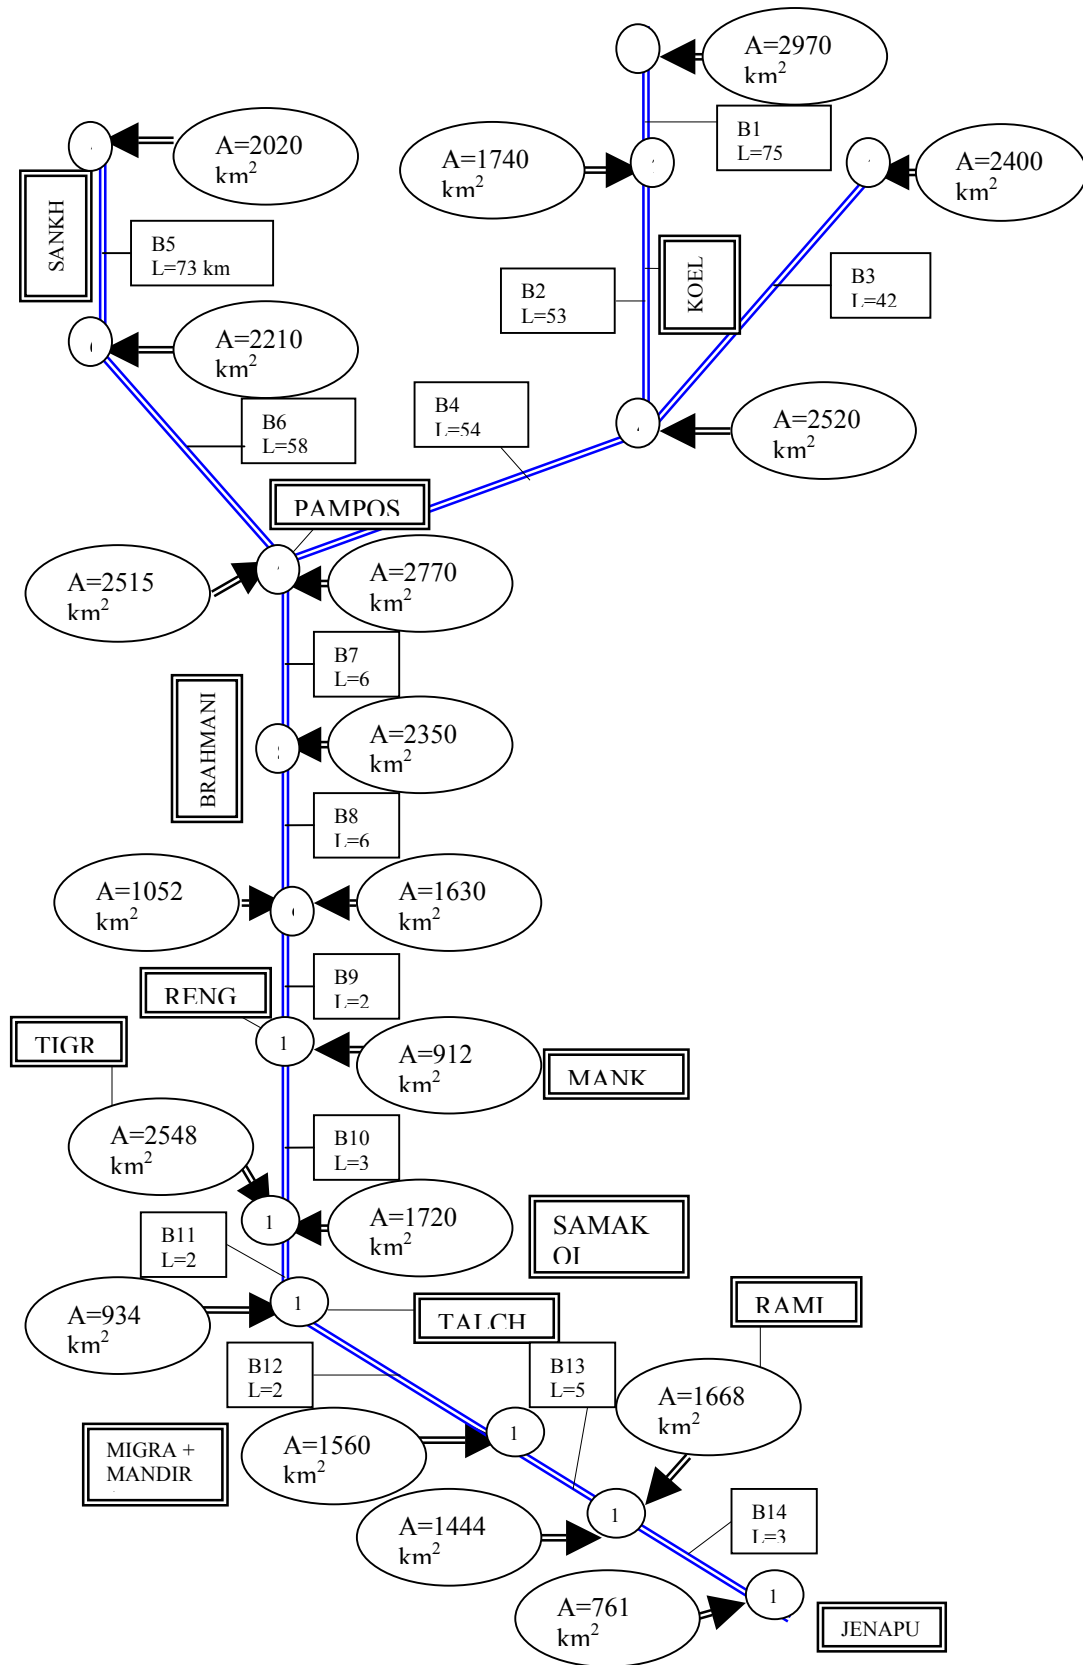 A=2970
km²
A=2020
km²
A=1740
km²
B1
L=75
A=2400
km²
SANKH
B5
L=73 km
KOEL
B2
L=53
B3
L=42
A=2210
km²
B6
L=58
B4
L=54
A=2520
km²
PAMPOS
A=2515
km²
A=2770
km²
B7
L=6
BRAHMANI
A=2350
km²
B8
L=6
A=1052
km²
A=1630
km²
RENG
B9
L=2
TIGR
1
A=912
km²
MANK
A=2548
km²
B10
L=3
1
A=1720
km²
SAMAK
B11
L=2
A=934
km²
1
TALCH
RAMI
B12
L=2
B13
L=5
A=1668
km²
MIGRA +
MANDIR
A=1560
km²
1
A=1444
km²
1
B14
L=3
A=761
km²
1
JENAPU